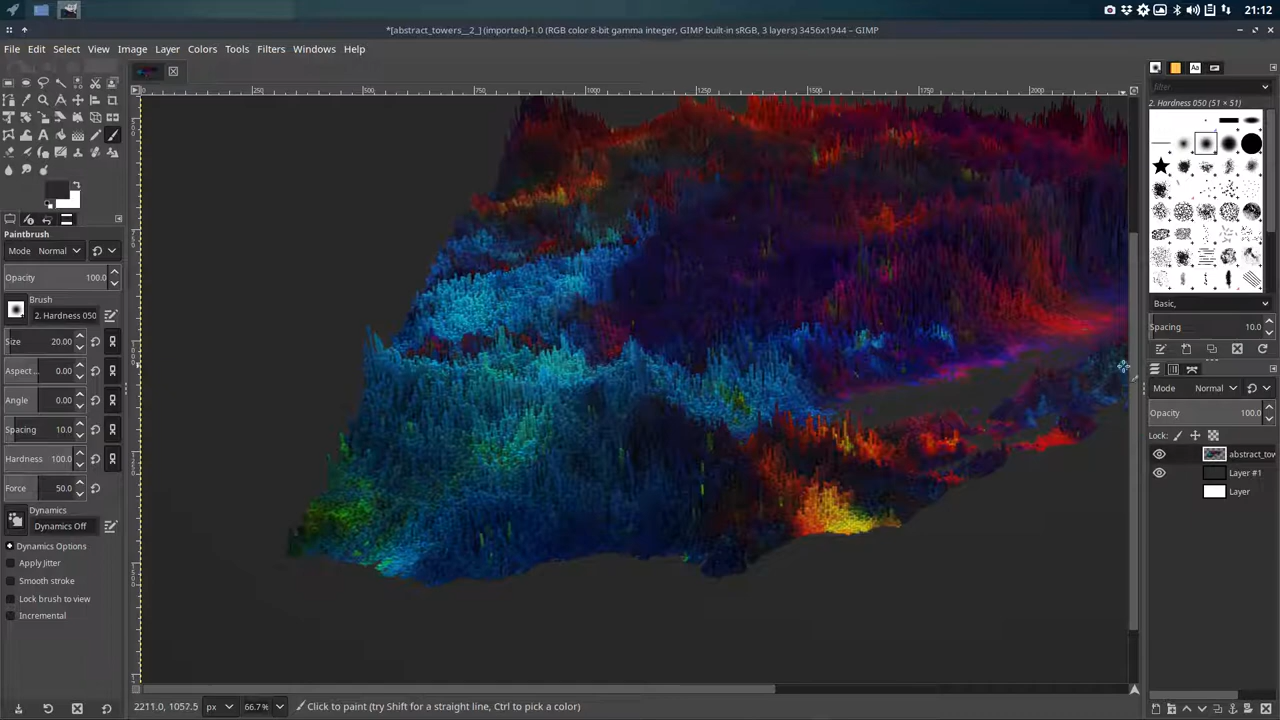 21:12
*[abstract_towers__2_] (imported)-1.0 (RGB color 8-bit gamma integer, GIMP built-in sRGB, 3 layers) 3456x1944 – GIMP
File Edit Select View Image Layer Colors Tools Filters Windows Help
0 250 500 750 1000 1250 1500 1750 2000
filter
2. Hardness 050 (51 × 51)
Paintbrush
Mode Normal
Opacity 100.0
Brush
2. Hardness 050
Size 20.00
Aspect ... 0.00
Angle 0.00
Spacing 10.0
Hardness 100.0
Force 50.0
Dynamics
Dynamics Off
Dynamics Options
Apply Jitter
Smooth stroke
Lock brush to view
Incremental
Basic,
Spacing 10.0
Mode Normal
Opacity 100.0
Lock:
abstract_tow
Layer #1
Layer
2211.0, 1057.5 px 66.7% Click to paint (try Shift for a straight line, Ctrl to pick a color)